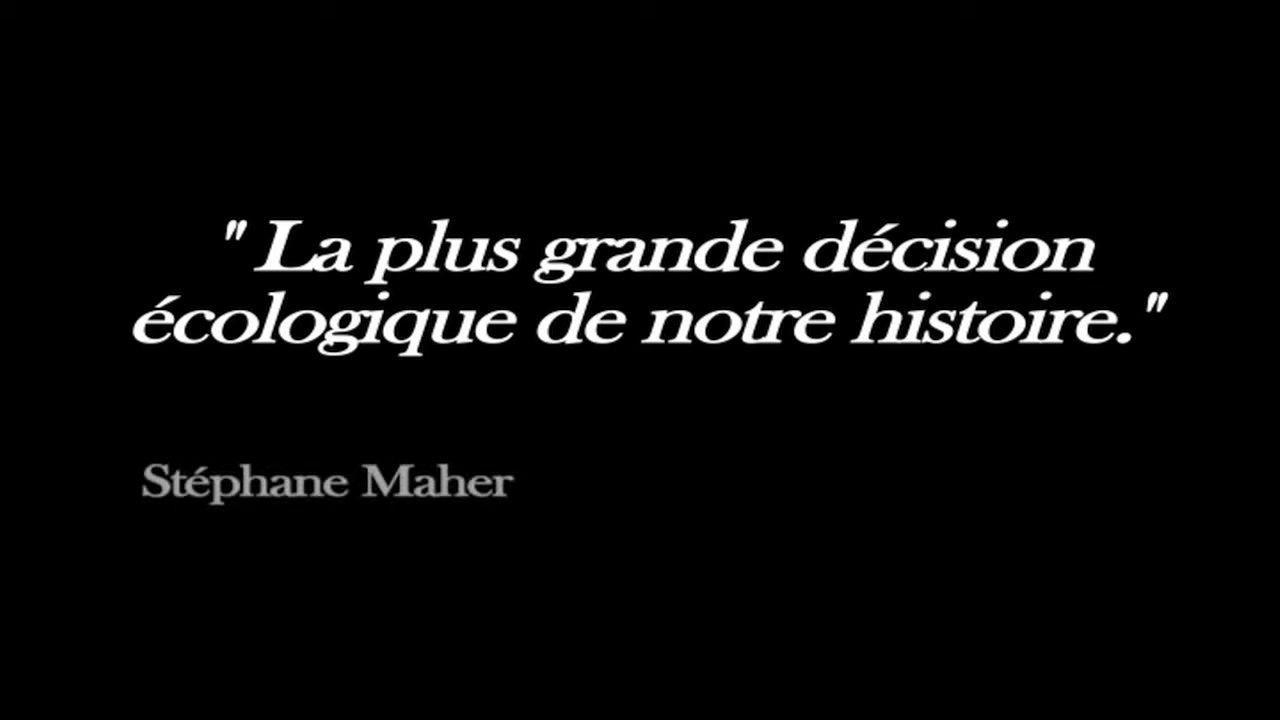 " La plus grande décision
écologique de notre histoire."
Stéphane Maher